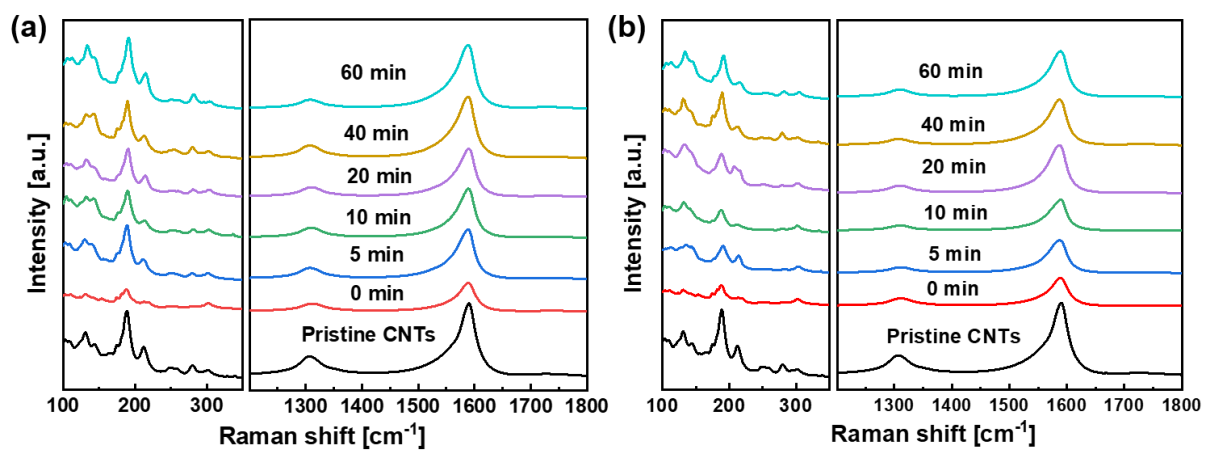 (a)
Intensity [a.u.]
60 min
40 min
20 min
10 min
5 min
0 min
Pristine CNTs
100 200 300 1300 1400 1500 1600 1700 1800
Raman shift [cm⁻¹]
(b)
Intensity [a.u.]
60 min
40 min
20 min
10 min
5 min
0 min
Pristine CNTs
100 200 300 1300 1400 1500 1600 1700 1800
Raman shift [cm⁻¹]